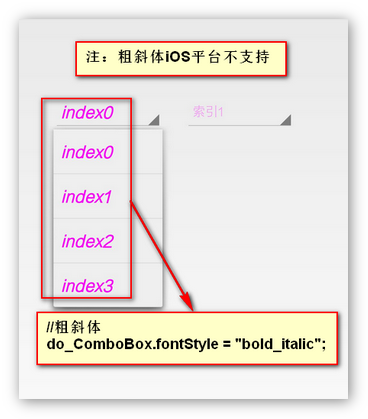 注：粗斜体iOS平台不支持
index0
索引1
index0
index1
index2
index3
//粗斜体
do_ComboBox.fontStyle = "bold_italic";